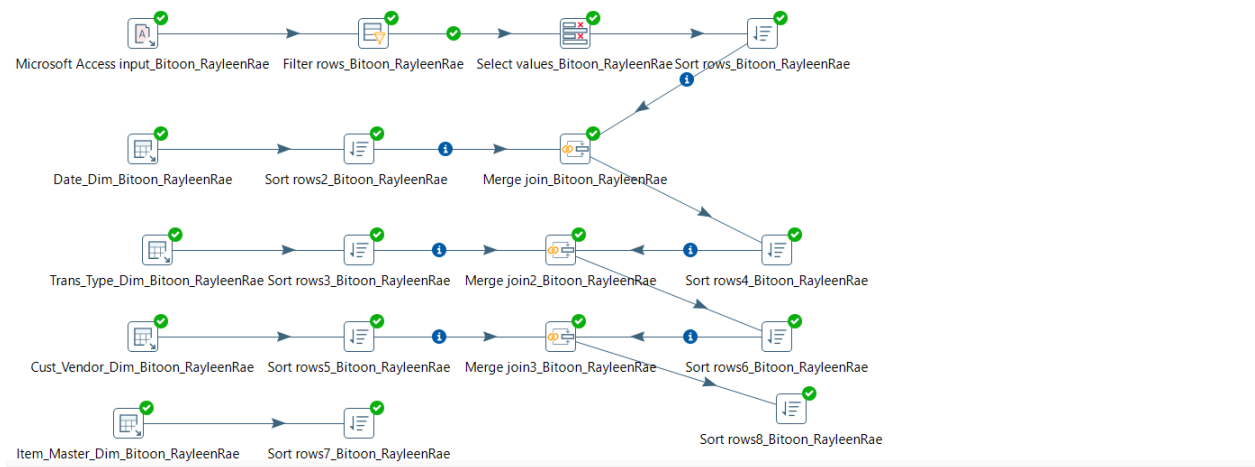 Microsoft Access input_Bitoon_RayleenRae Filter rows_Bitoon_RayleenRae Select values_Bitoon_RayleenRae Sort rows_Bitoon_RayleenRae
Date_Dim_Bitoon_RayleenRae Sort rows2_Bitoon_RayleenRae Merge join_Bitoon_RayleenRae
Trans_Type_Dim_Bitoon_RayleenRae Sort rows3_Bitoon_RayleenRae Merge join2_Bitoon_RayleenRae Sort rows4_Bitoon_RayleenRae
Cust_Vendor_Dim_Bitoon_RayleenRae Sort rows5_Bitoon_RayleenRae Merge join3_Bitoon_RayleenRae Sort rows6_Bitoon_RayleenRae
Sort rows8_Bitoon_RayleenRae
Item_Master_Dim_Bitoon_RayleenRae Sort rows7_Bitoon_RayleenRae